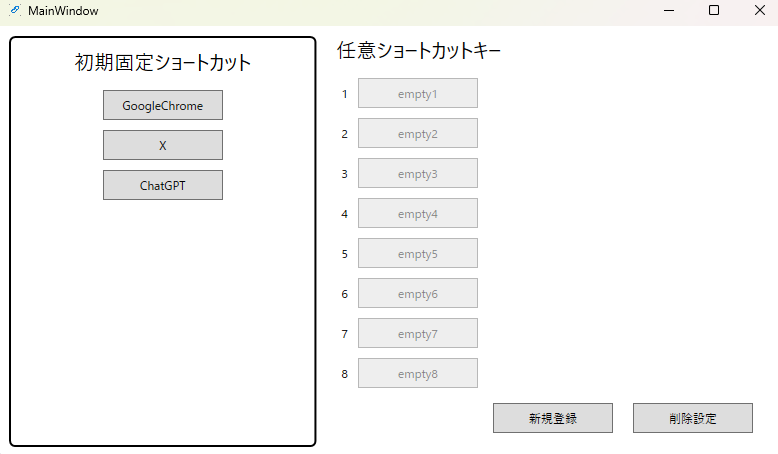 MainWindow
初期固定ショートカット
GoogleChrome
X
ChatGPT
任意ショートカットキー
1 empty1
2 empty2
3 empty3
4 empty4
5 empty5
6 empty6
7 empty7
8 empty8
新規登録 削除設定